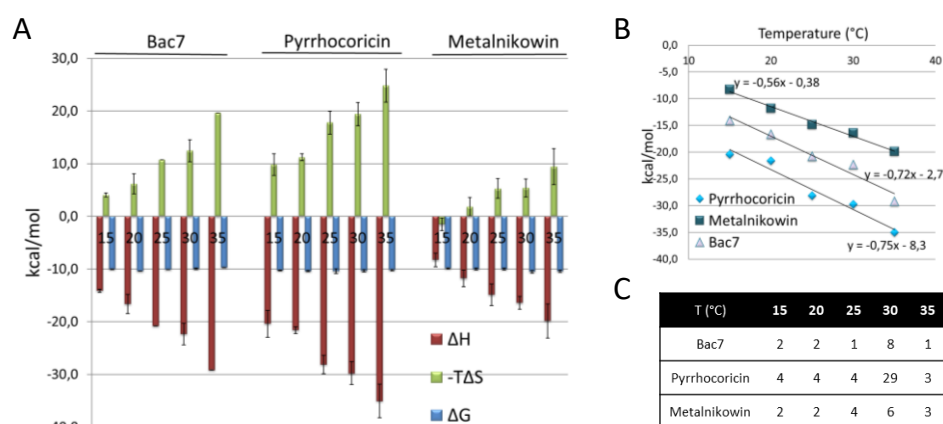 A
Bac7 Pyrrhocoricin Metalnikowin
30,0
20,0
10,0
0,0
-10,0
-20,0
-30,0
kcal/mol
15 20 25 30 35 15 20 25 30 35 15 20 25 30 35
ΔH
-TΔS
ΔG
B
Temperature (°C)
10 20 30 40
0,0
-5,0
-10,0
-15,0
-20,0
-25,0
-30,0
-35,0
-40,0
kcal/mol
y = -0,56x - 0,38
y = -0,72x - 2,7
y = -0,75x - 8,3
Pyrrhocoricin
Metalnikowin
Bac7
C
T (°C) 15 20 25 30 35
Bac7 2 2 1 8 1
Pyrrhocoricin 4 4 4 29 3
Metalnikowin 2 2 4 6 3